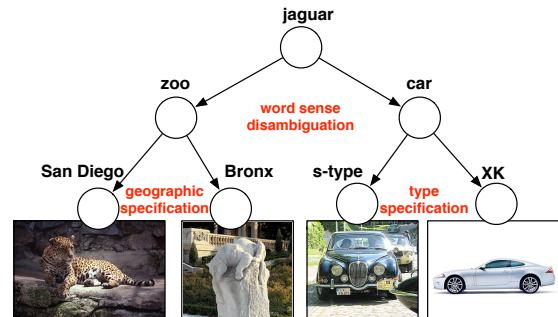 jaguar
zoo
car
word sense
disambiguation
San Diego
Bronx
s-type
XK
geographic
specification
type
specification